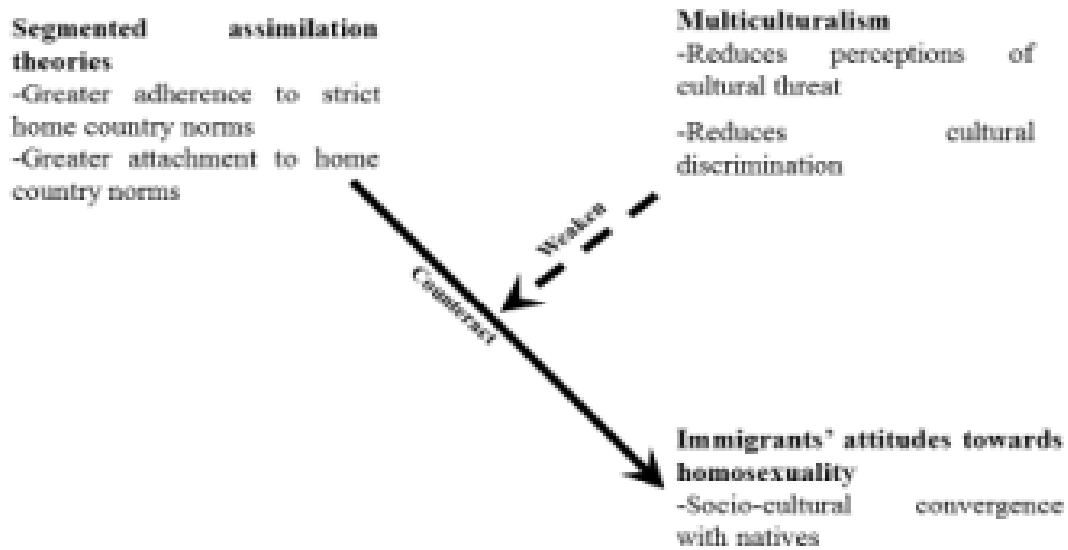 Segmented assimilation
theories
-Greater adherence to strict
home country norms
-Greater attachment to home
country norms
Multiculturalism
-Reduces perceptions of
cultural threat
-Reduces cultural
discrimination
Weaken
Counteract
Immigrants' attitudes towards
homosexuality
-Socio-cultural convergence
with natives